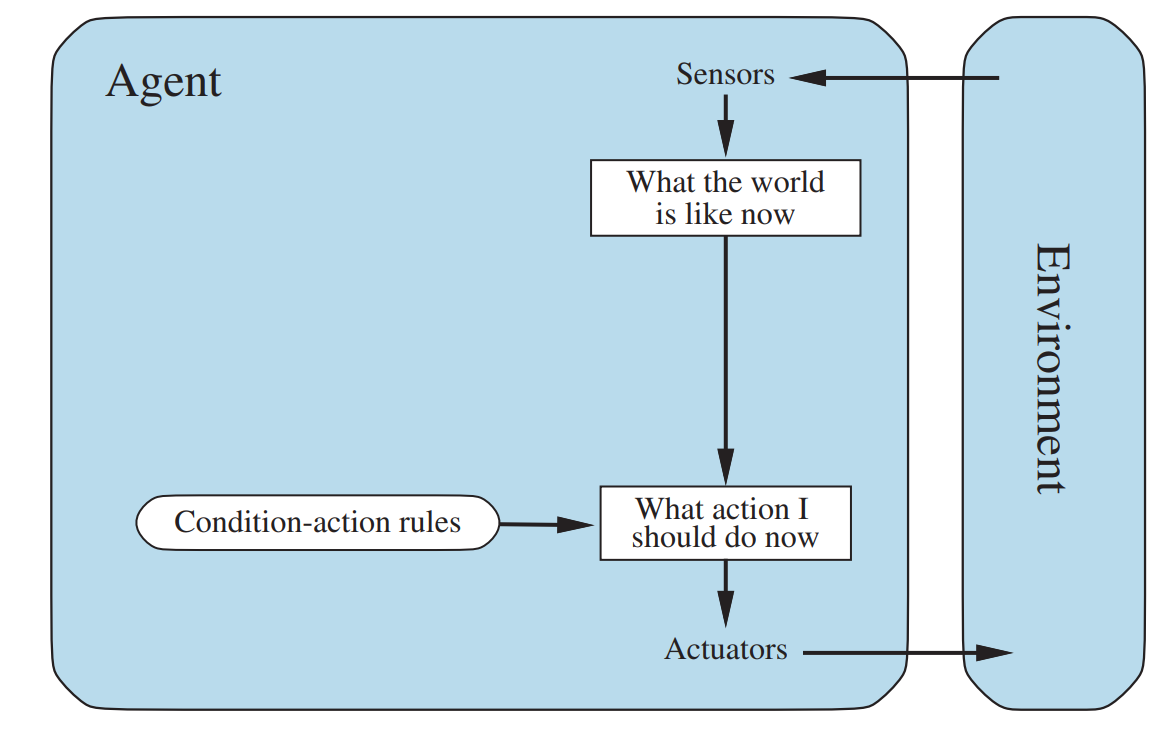 Agent
Sensors
What the world
is like now
Environment
Condition-action rules
What action I
should do now
Actuators